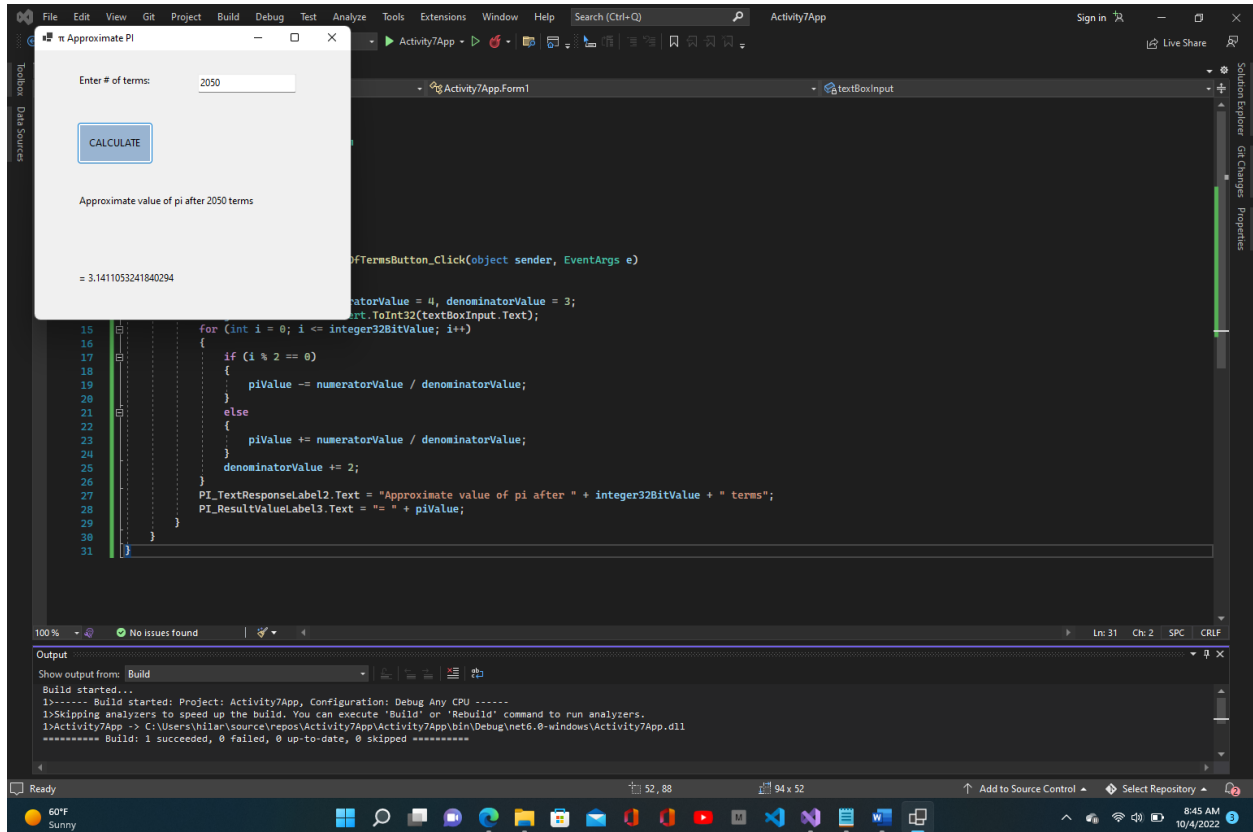 File Edit View Git Project Build Debug Test Analyze Tools Extensions Window Help Search (Ctrl+Q) Activity7App Sign in
π Approximate PI
Activity7App
Live Share
Enter # of terms: 2050
Activity7App.Form1 textBoxInput
CALCULATE
Approximate value of pi after 2050 terms
= 3.1411053241840294
Toolbox
Data Sources
Solution Explorer
Git Changes
Properties
OfTermsButton_Click(object sender, EventArgs e)
ratorValue = 4, denominatorValue = 3;
ert.ToInt32(textBoxInput.Text);
15 for (int i = 0; i <= integer32BitValue; i++)
16 {
17 if (i % 2 == 0)
18 {
19 piValue -= numeratorValue / denominatorValue;
20 }
21 else
22 {
23 piValue += numeratorValue / denominatorValue;
24 }
25 denominatorValue += 2;
26 }
27 PI_TextResponseLabel2.Text = "Approximate value of pi after " + integer32BitValue + " terms";
28 PI_ResultValueLabel3.Text = "= " + piValue;
29 }
30 }
31 }
100 % No issues found Ln: 31 Ch: 2 SPC CRLF
Output
Show output from: Build
Build started...
1>------ Build started: Project: Activity7App, Configuration: Debug Any CPU ------
1>Skipping analyzers to speed up the build. You can execute 'Build' or 'Rebuild' command to run analyzers.
1>Activity7App -> C:\Users\hilar\source\repos\Activity7App\Activity7App\bin\Debug\net6.0-windows\Activity7App.dll
========== Build: 1 succeeded, 0 failed, 0 up-to-date, 0 skipped ==========
Ready 52 , 88 94 x 52 Add to Source Control Select Repository 2
60°F
Sunny
8:45 AM
10/4/2022
3